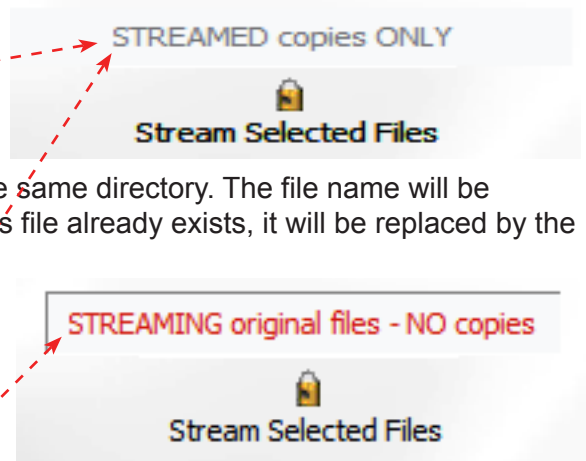 STREAMED copies ONLY
Stream Selected Files
same directory. The file name will be
file already exists, it will be replaced by the
STREAMING original files - NO copies
Stream Selected Files